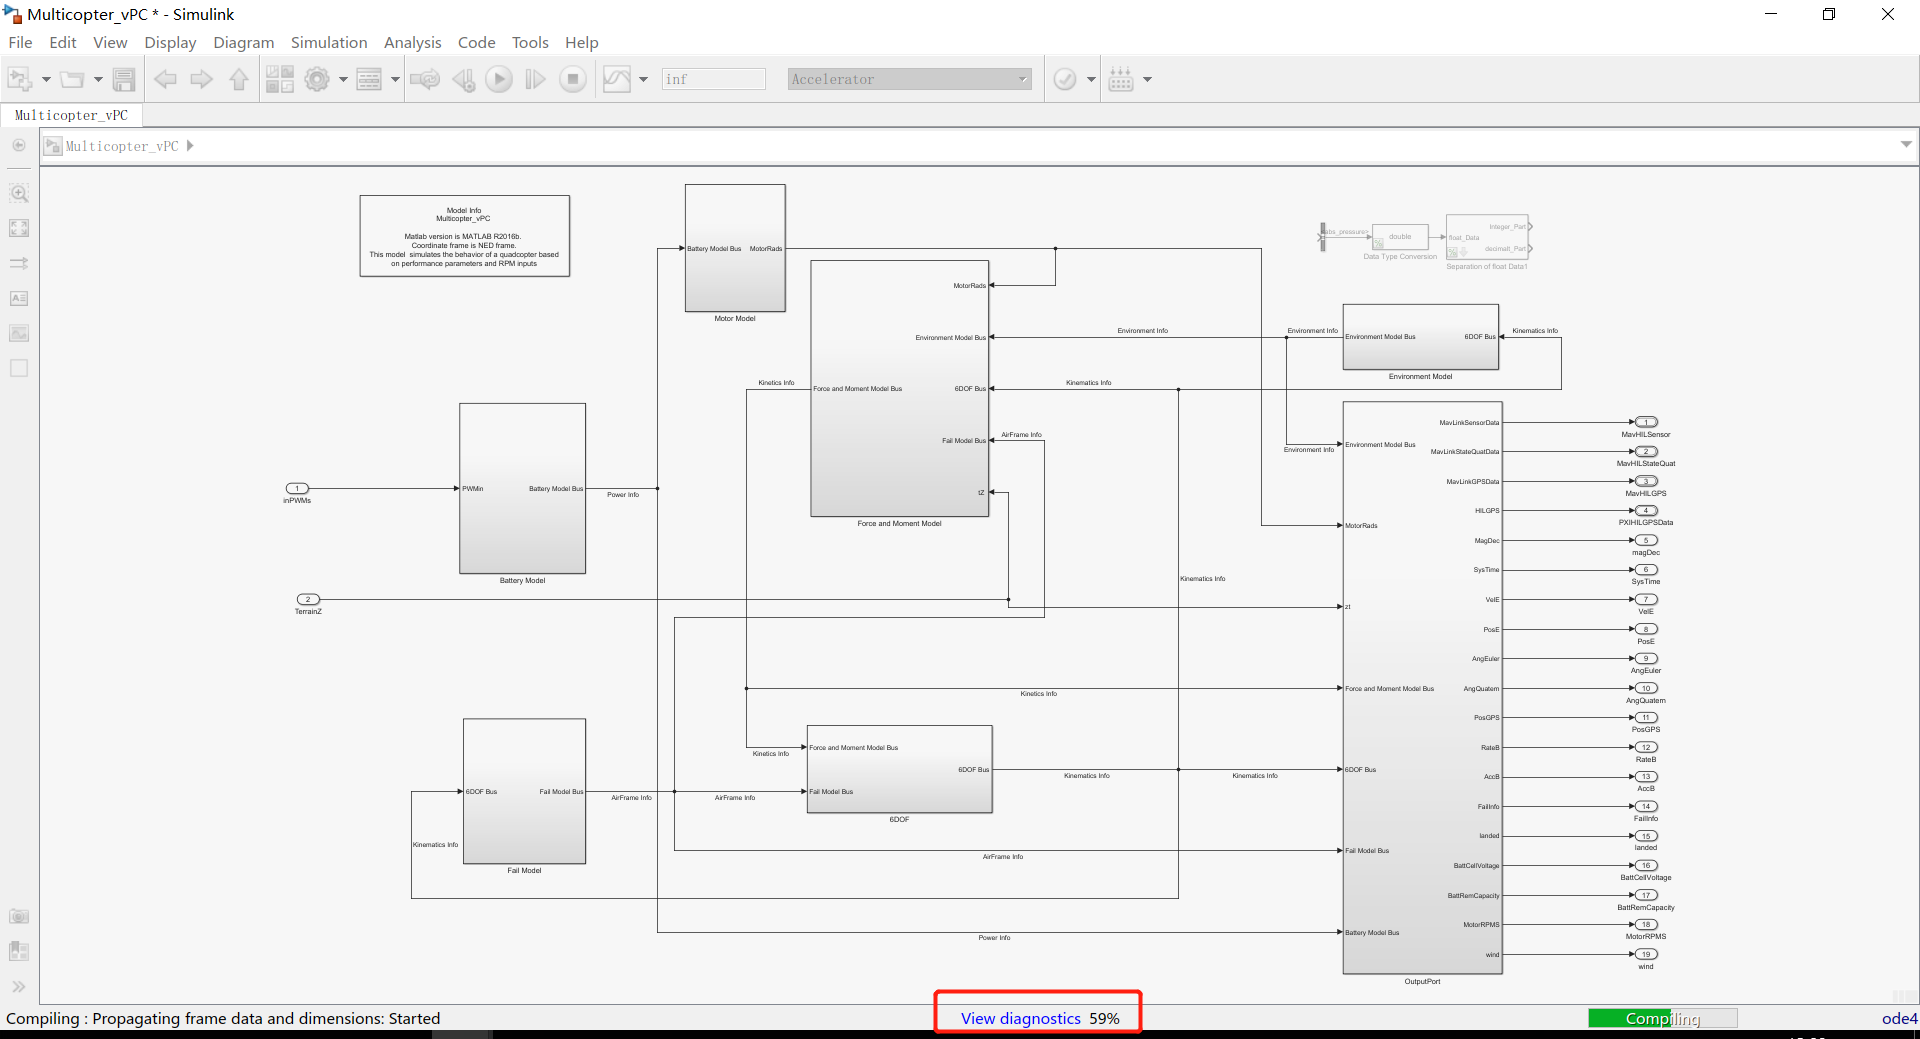 Multicopter_vPC * - Simulink
File Edit View Display Diagram Simulation Analysis Code Tools Help
inf
Accelerator
Multicopter_vPC
Multicopter_vPC
Model Info
Multicopter_vPC
Matlab version is MATLAB R2016b.
Coordinate frame is NED frame.
This model simulates the behavior of a quadcopter based
on performance parameters and RPM inputs
Battery Model Bus
MotorRads
Motor Model
double
Data Type Conversion
float_Data
Integer_Part
decimalt_Part
Separation of float Data1
MotorRads
Environment Model Bus
Force and Moment Model Bus
6DOF Bus
Fail Model Bus
tZ
Force and Moment Model
Environment Info
Environment Info
Environment Model Bus
6DOF Bus
Kinematics Info
Environment Model
Kinetics Info
Kinematics Info
AirFrame Info
Environment Info
1
inPWMs
PWMin
Battery Model Bus
Battery Model
Power Info
2
TerrainZ
Kinematics Info
Kinetics Info
Kinetics Info
Force and Moment Model Bus
6DOF Bus
Fail Model Bus
6DOF
Kinematics Info
Kinematics Info
6DOF Bus
Fail Model Bus
Fail Model
Kinematics Info
AirFrame Info
AirFrame Info
AirFrame Info
Power Info
Environment Model Bus
MotorRads
zt
Force and Moment Model Bus
6DOF Bus
Fail Model Bus
Battery Model Bus
MavLinkSensorData
MavLinkStateQuatData
MavLinkGPSData
HILGPS
MagDec
SysTime
VelE
PosE
AngEuler
AngQuatern
PosGPS
RateB
AccB
FailInfo
landed
BattCellVoltage
BattRemCapacity
MotorRPMS
wind
OutputPort
1
MavHILSensor
2
MavHILStateQuat
3
MavHILGPS
4
PXIHILGPSData
5
magDec
6
SysTime
7
VelE
8
PosE
9
AngEuler
10
AngQuatern
11
PosGPS
12
RateB
13
AccB
14
FailInfo
15
landed
16
BattCellVoltage
17
BattRemCapacity
18
MotorRPMS
19
wind
Compiling : Propagating frame data and dimensions: Started
View diagnostics 59%
Compiling
ode4